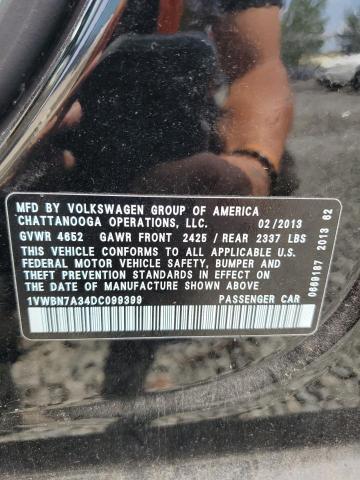 MFD BY VOLKSWAGEN GROUP OF AMERICA
CHATTANOOGA OPERATIONS, LLC. 02/2013
GVWR 4652 GAWR FRONT 2425 / REAR 2337 LBS
THIS VEHICLE CONFORMS TO ALL APPLICABLE U.S.
FEDERAL MOTOR VEHICLE SAFETY, BUMPER AND
THEFT PREVENTION STANDARDS IN EFFECT ON THE
DATE OF MANUFACTURE SHOWN ABOVE.
1VWBN7A34DC099399 PASSENGER CAR
0669187 2013 62